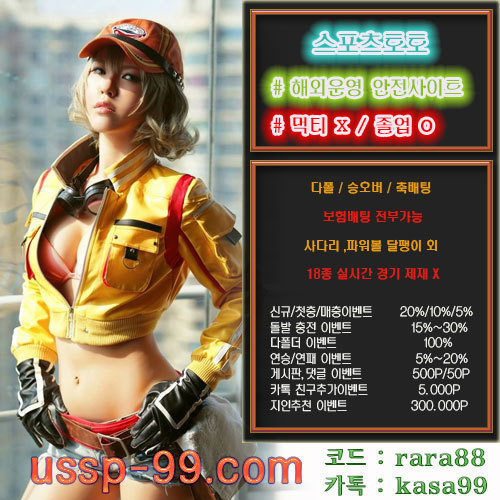 스포츠토토
# 해외운영 안전사이트
# 먹티 X / 졸업 O
다폴 / 승오버 / 축배팅
보험배팅 전부가능
사다리 ,파워볼 달팽이 외
18종 실시간 경기 제재 X
신규/첫충/매충이벤트 20%/10%/5%
돌발 충전 이벤트 15%~30%
다폴더 이벤트 100%
연승/연패 이벤트 5%~20%
게시판, 댓글 이벤트 500P/50P
카톡 친구추가이벤트 5.000P
지인추천 이벤트 300.000P
ussp-99.com
코드 : rara88
카톡 : kasa99